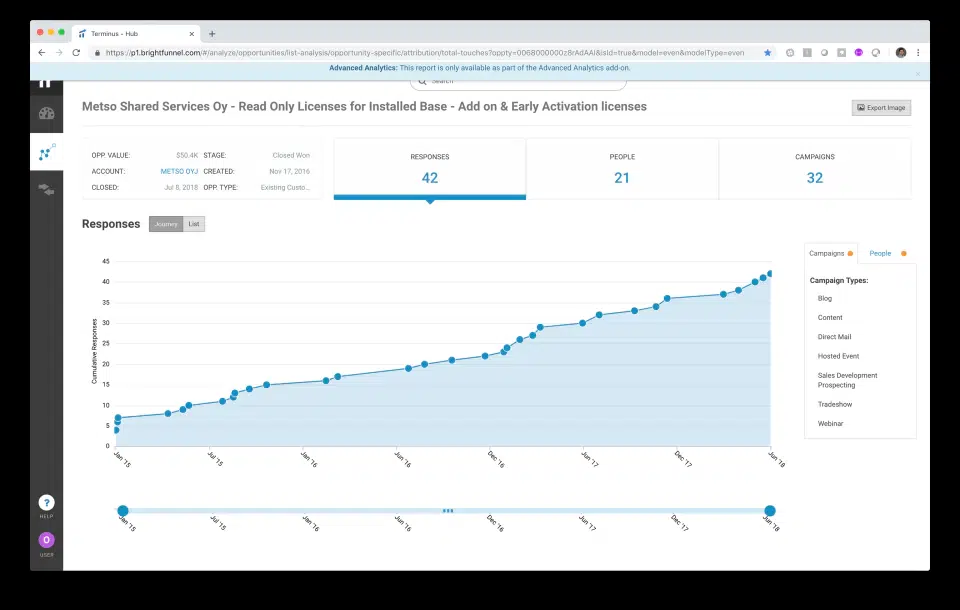 Terminus - Hub
https://p1.brightfunnel.com/#/analyze/opportunities/list-analysis/opportunity-specific/attribution/total-touches?oppty=0068000000z8rAdAAI&isId=true&model=even&modelType=even
Advanced Analytics: This report is only available as part of the Advanced Analytics add-on.
Search
Metso Shared Services Oy - Read Only Licenses for Installed Base - Add on & Early Activation licenses
Export Image
OPP. VALUE: $50.4K STAGE: Closed Won
ACCOUNT: METSO OYJ CREATED: Nov 17, 2016
CLOSED: Jul 8, 2018 OPP. TYPE: Existing Custo...
RESPONSES
42
PEOPLE
21
CAMPAIGNS
32
Responses
Journey List
45
40
35
30
25
20
15
10
5
0
Cumulative Responses
Jan '15
Jul '15
Jan '16
Jun '16
Dec '16
Jun '17
Dec '17
Jun '18
Jan '15
Jul '15
Jan '16
Jun '16
Dec '16
Jun '17
Dec '17
Jun '18
Campaigns People
Campaign Types:
Blog
Content
Direct Mail
Hosted Event
Sales Development
Prospecting
Tradeshow
Webinar
?
HELP
O
USER